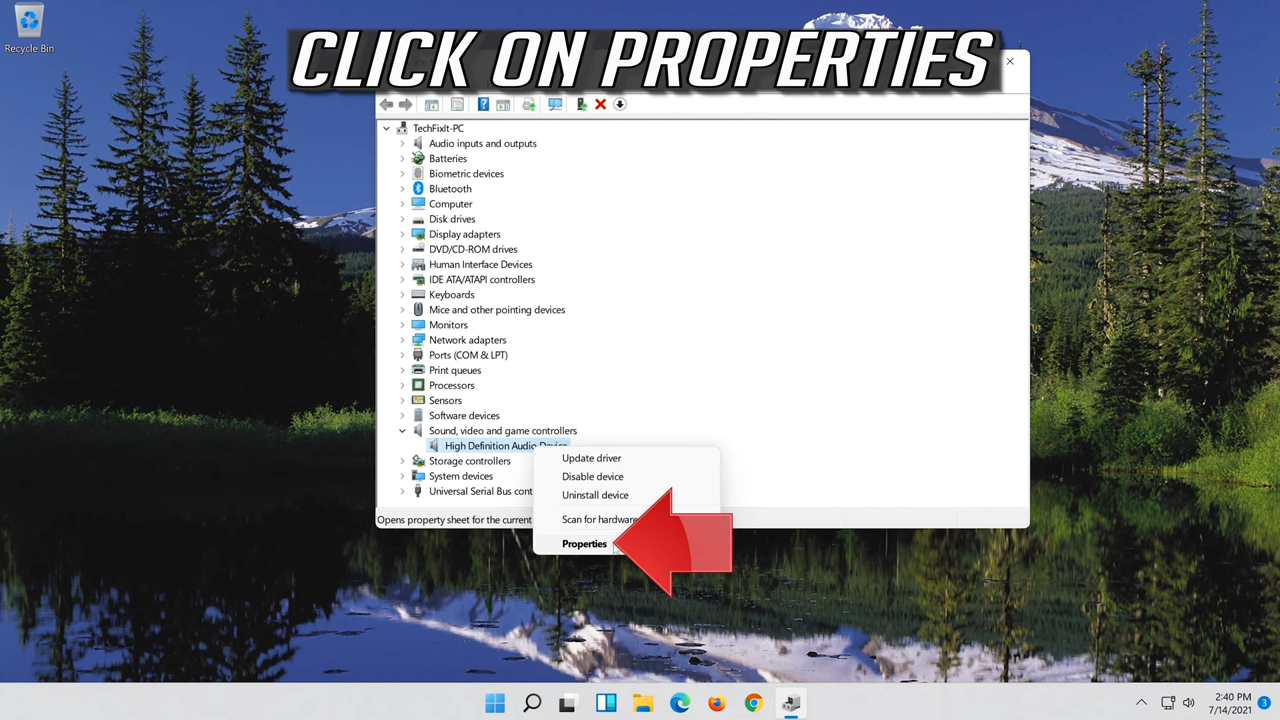 CLICK ON PROPERTIES
Recycle Bin
TechFixIt-PC
Audio inputs and outputs
Batteries
Biometric devices
Bluetooth
Computer
Disk drives
Display adapters
DVD/CD-ROM drives
Human Interface Devices
IDE ATA/ATAPI controllers
Keyboards
Mice and other pointing devices
Monitors
Network adapters
Ports (COM & LPT)
Print queues
Processors
Sensors
Software devices
Sound, video and game controllers
High Definition Audio Device
Storage controllers
System devices
Universal Serial Bus cont
Update driver
Disable device
Uninstall device
Scan for hardware
Properties
Opens property sheet for the current
2:40 PM
7/14/2021
3